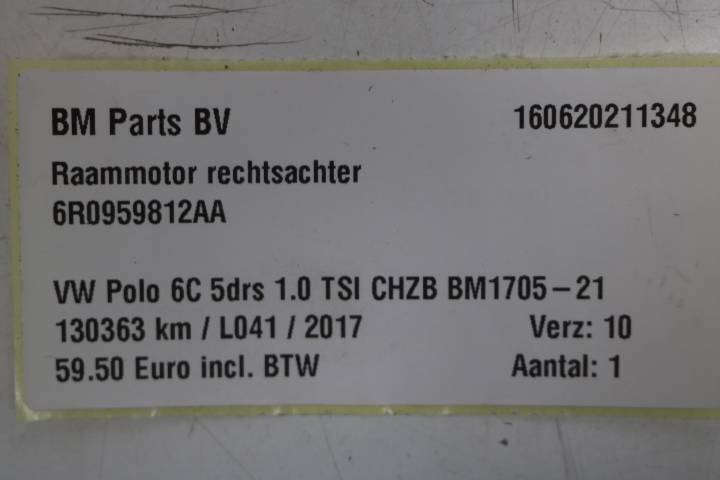 BM Parts BV 160620211348
Raammotor rechtsachter
6R0959812AA
VW Polo 6C 5drs 1.0 TSI CHZB BM1705-21
130363 km / L041 / 2017 Verz: 10
59.50 Euro incl. BTW Aantal: 1